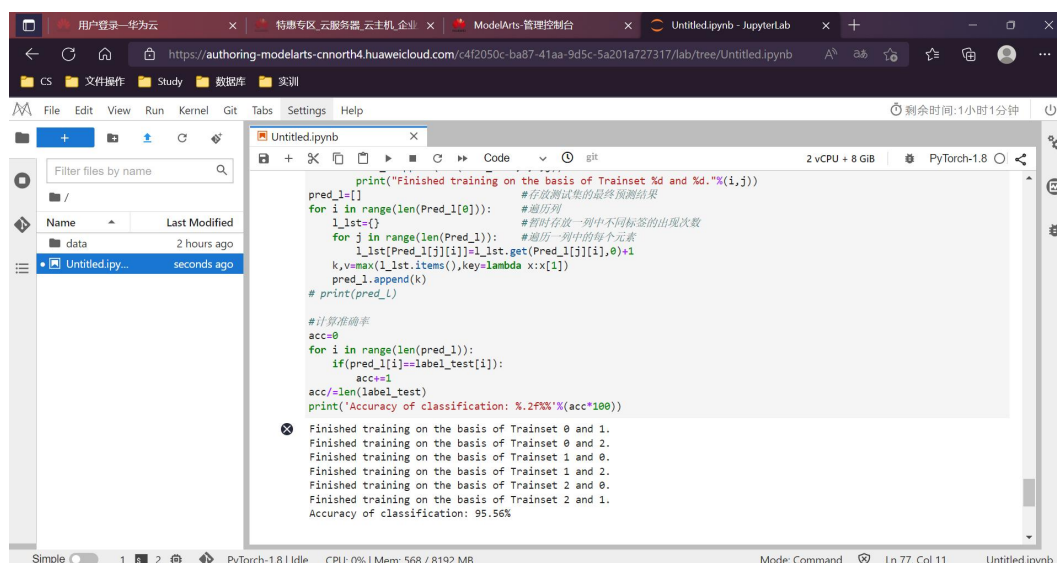 用户登录—华为云
特惠专区_云服务器_云主机_企业
ModelArts-管理控制台
Untitled.ipynb - JupyterLab
https://authoring-modelarts-cnnorth4.huaweicloud.com/c4f2050c-ba87-41aa-9d5c-5a201a727317/lab/tree/Untitled.ipynb
CS 文件操作 Study 数据库 实训
File Edit View Run Kernel Git Tabs Settings Help
剩余时间:1小时1分钟
Untitled.ipynb
Code git 2 vCPU + 8 GiB PyTorch-1.8
Filter files by name
/
Name Last Modified
data 2 hours ago
Untitled.ipy... seconds ago
print("Finished training on the basis of Trainset %d and %d."%(i,j))
pred_l=[] #存放测试集的最终预测结果
for i in range(len(Pred_l[0])): #遍历列
l_lst={} #暂时存放一列中不同标签的出现次数
for j in range(len(Pred_l)): #遍历一列中的每个元素
l_lst[Pred_l[j][i]]=l_lst.get(Pred_l[j][i],0)+1
k,v=max(l_lst.items(),key=lambda x:x[1])
pred_l.append(k)
# print(pred_l)
#计算准确率
acc=0
for i in range(len(pred_l)):
if(pred_l[i]==label_test[i]):
acc+=1
acc/=len(label_test)
print('Accuracy of classification: %.2f%%'%(acc*100))
Finished training on the basis of Trainset 0 and 1.
Finished training on the basis of Trainset 0 and 2.
Finished training on the basis of Trainset 1 and 0.
Finished training on the basis of Trainset 1 and 2.
Finished training on the basis of Trainset 2 and 0.
Finished training on the basis of Trainset 2 and 1.
Accuracy of classification: 95.56%
Simple 1 2 PyTorch-1.8 | Idle CPU: 0% | Mem: 568 / 8192 MB Mode: Command Ln 77, Col 11 Untitled.ipynb